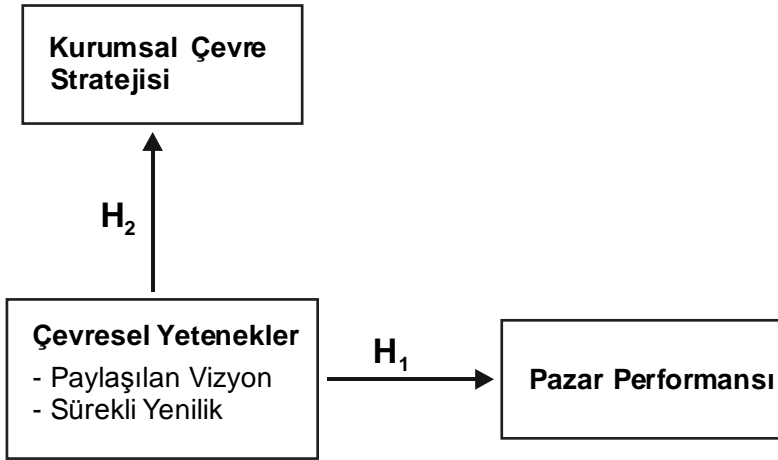 Kurumsal Çevre
Stratejisi
H₂
Çevresel Yetenekler
- Paylaşılan Vizyon
- Sürekli Yenilik
H₁
Pazar Performansı